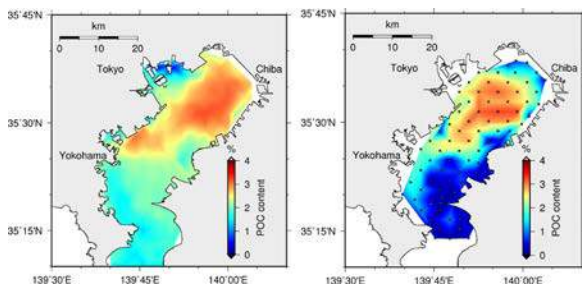 35˚45'N
km
0 10 20
Tokyo
Chiba
35˚30'N
Yokohama
%
4
3
2
1
0
POC content
35˚15'N
139˚30'E 139˚45'E 140˚00'E
35˚45'N
km
0 10 20
Tokyo
Chiba
35˚30'N
Yokohama
%
4
3
2
1
0
POC content
35˚15'N
139˚30'E 139˚45'E 140˚00'E